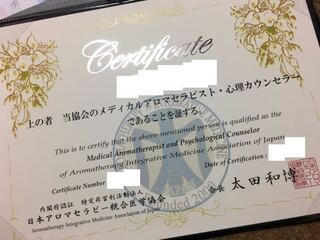 Certificate
上の者 当協会のメディカルアロマセラピスト・心理カウンセラー
であることを証する。
This is to certify that the above-mentioned person is qualified as the
Medical Aromatherapist and Psychological Counselor
of Aromatherapy Integrative Medicine Association of Japan
Certificate Number :
Date of Certification :
内閣府認証 特定非営利活動法人
日本アロマセラピー統合医学協会
会長 太田和博
Aromatherapy Integrative Medicine Association of Japan